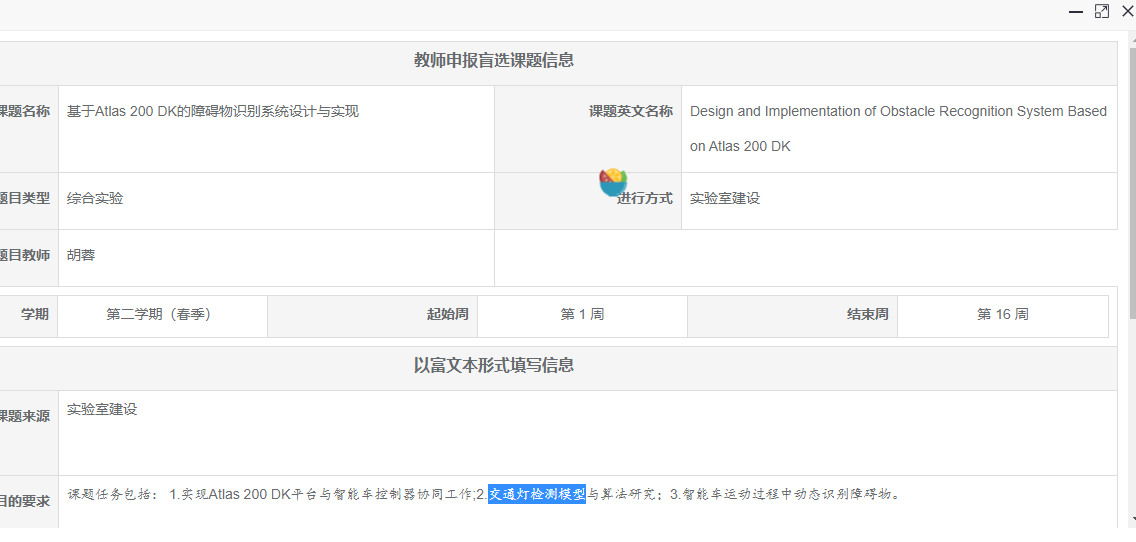 教师申报盲选课题信息
课题名称 基于Atlas 200 DK的障碍物识别系统设计与实现 课题英文名称 Design and Implementation of Obstacle Recognition System Based
on Atlas 200 DK
题目类型 综合实验 进行方式 实验室建设
题目教师 胡蓉
学期 第二学期（春季） 起始周 第 1 周 结束周 第 16 周
以富文本形式填写信息
课题来源 实验室建设
目的要求 课题任务包括： 1.实现Atlas 200 DK平台与智能车控制器协同工作;2.交通灯检测模型与算法研究；3.智能车运动过程中动态识别障碍物。